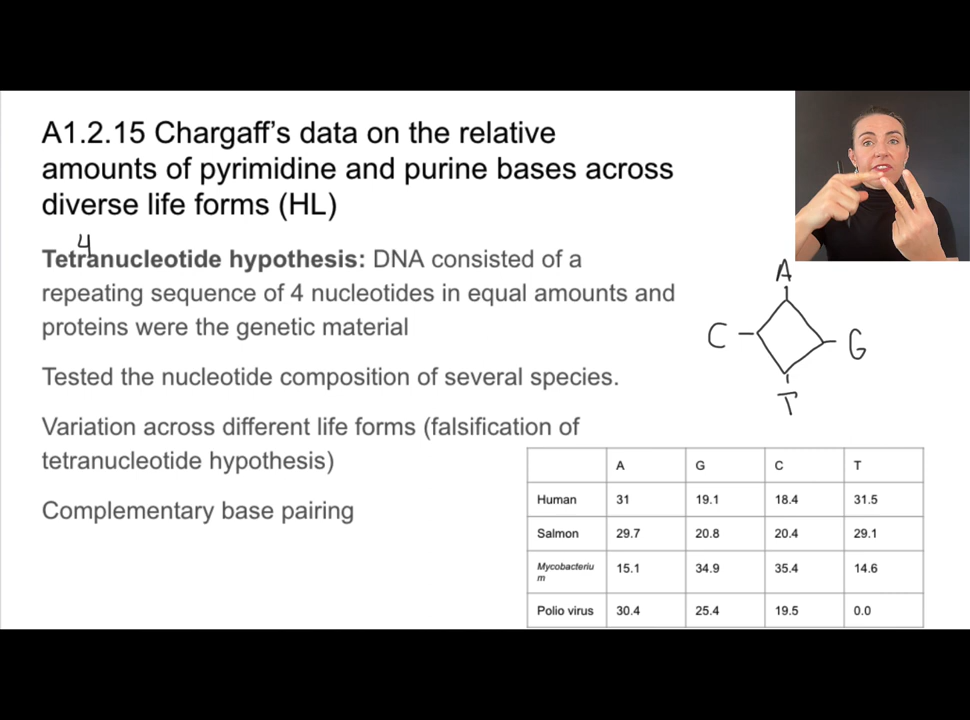 A1.2.15 Chargaff's data on the relative
amounts of pyrimidine and purine bases across
diverse life forms (HL)
4
Tetranucleotide hypothesis: DNA consisted of a
repeating sequence of 4 nucleotides in equal amounts and
proteins were the genetic material
Tested the nucleotide composition of several species.
Variation across different life forms (falsification of
tetranucleotide hypothesis)
Complementary base pairing
A
C G
T
A G C T
Human 31 19.1 18.4 31.5
Salmon 29.7 20.8 20.4 29.1
Mycobacteriu
m 15.1 34.9 35.4 14.6
Polio virus 30.4 25.4 19.5 0.0